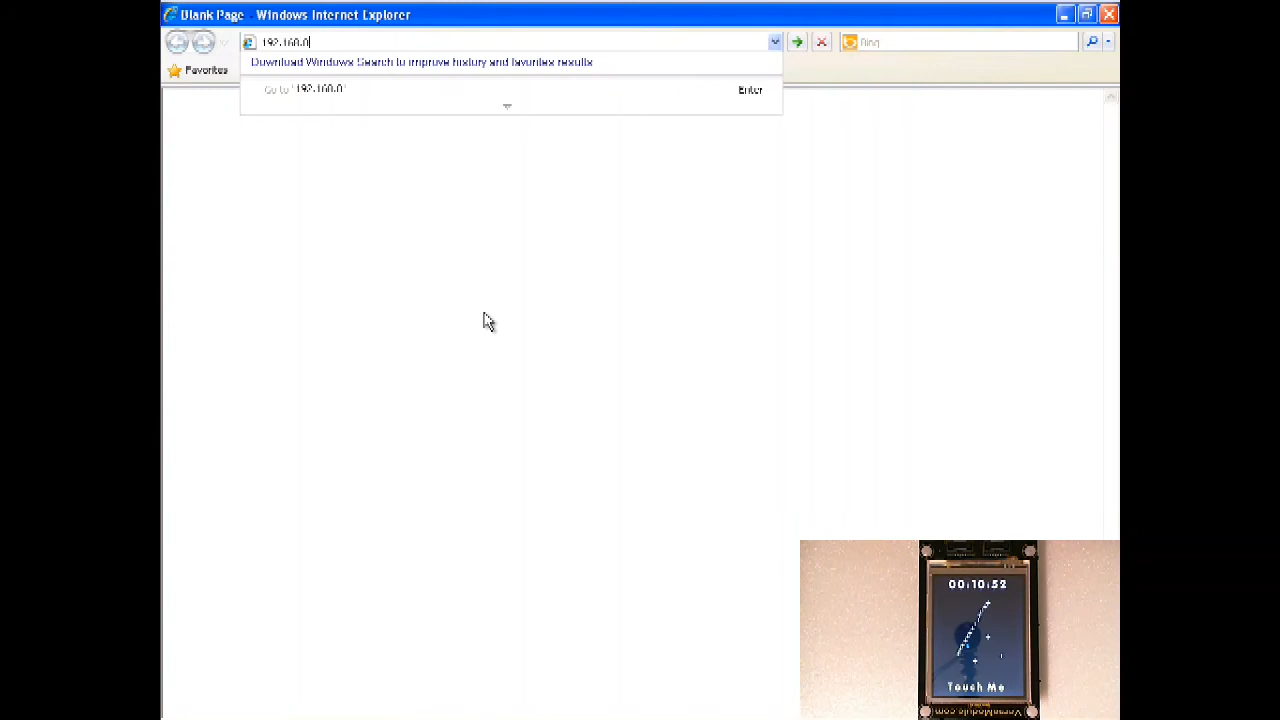 Blank Page - Windows Internet Explorer
192.168.0
Bing
Download Windows Search to improve history and favorites results
Favorites
Go to '192.168.0'
Enter
00:10:52
Touch Me